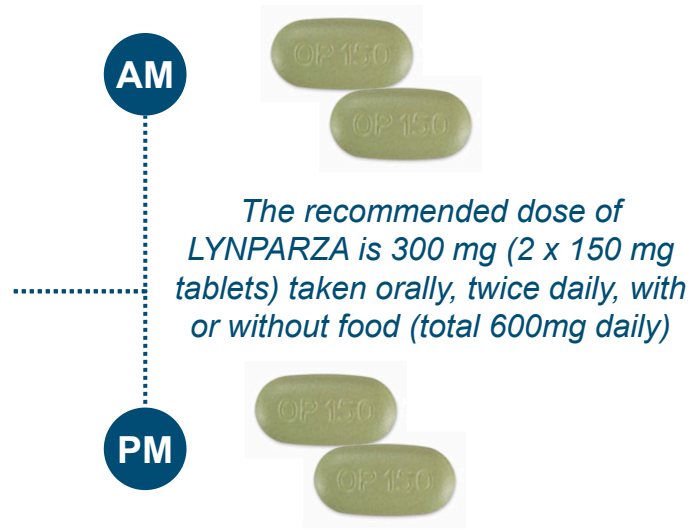 AM
OP 150
OP 150
The recommended dose of
LYNPARZA is 300 mg (2 x 150 mg
tablets) taken orally, twice daily, with
or without food (total 600mg daily)
OP 150
PM
OP 150